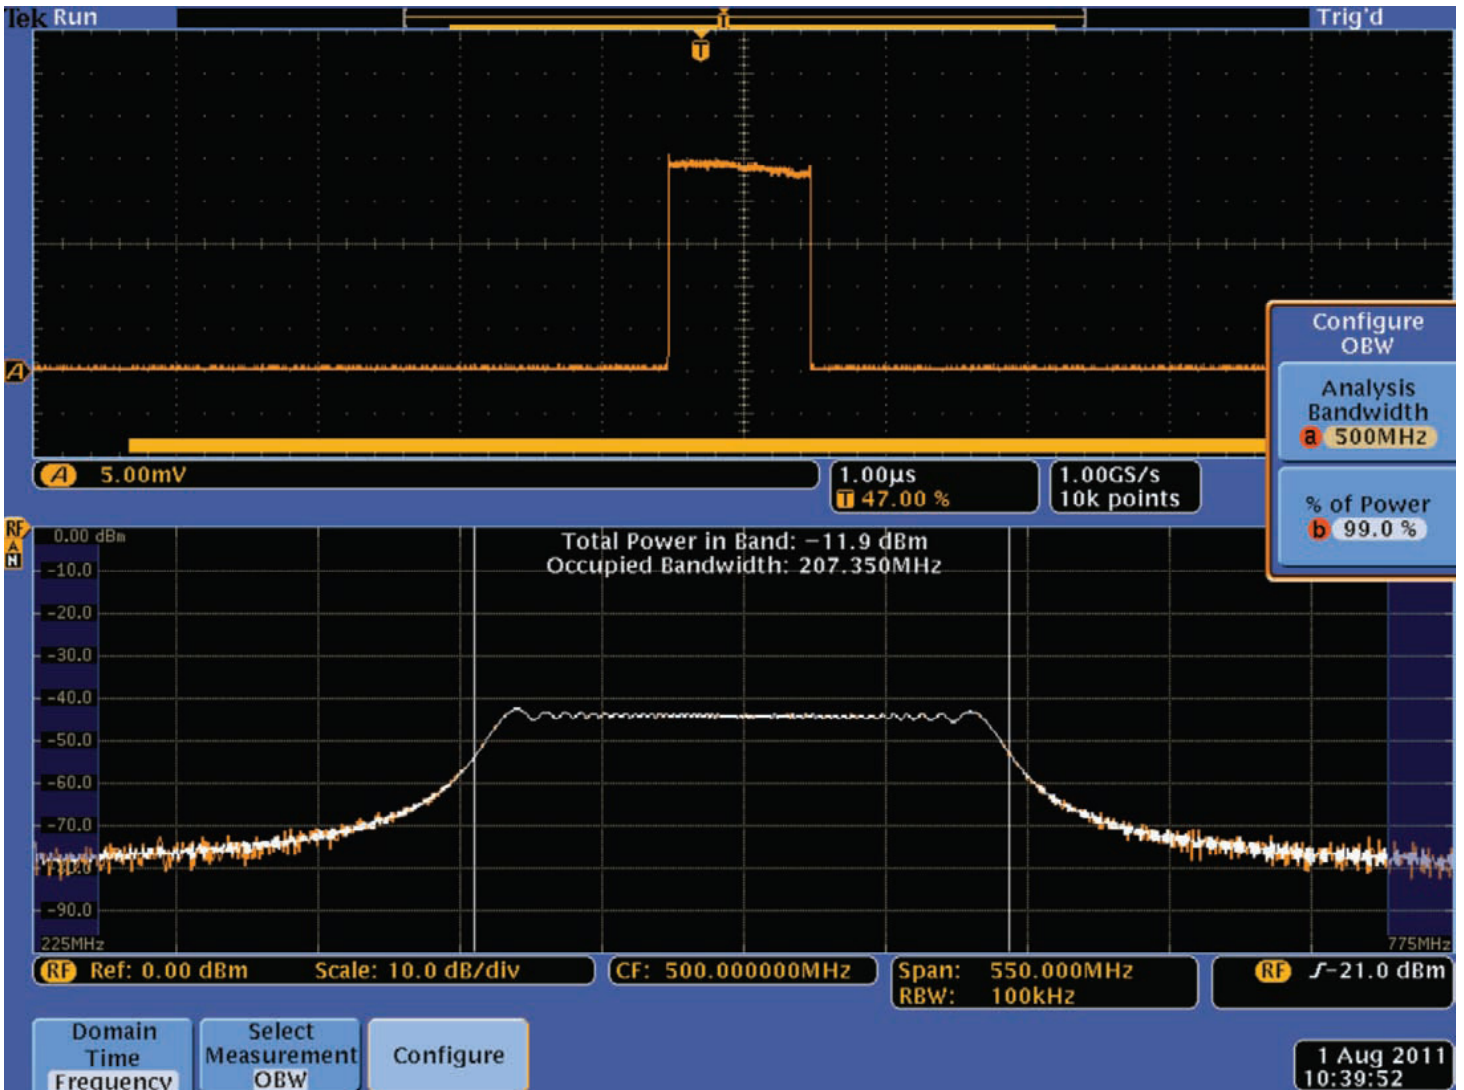 Tek Run
Trig'd
T
T
A
Configure
OBW
Analysis
Bandwidth
a 500MHz
% of Power
b 99.0 %
A 5.00mV
1.00µs
T 47.00 %
1.00GS/s
10k points
RF
A
N
0.00 dBm
Total Power in Band: −11.9 dBm
Occupied Bandwidth: 207.350MHz
-10.0
-20.0
-30.0
-40.0
-50.0
-60.0
-70.0
-80.0
-90.0
225MHz
775MHz
RF Ref: 0.00 dBm Scale: 10.0 dB/div
CF: 500.000000MHz
Span: 550.000MHz
RBW: 100kHz
RF -21.0 dBm
Domain
Time
Frequency
Select
Measurement
OBW
Configure
1 Aug 2011
10:39:52